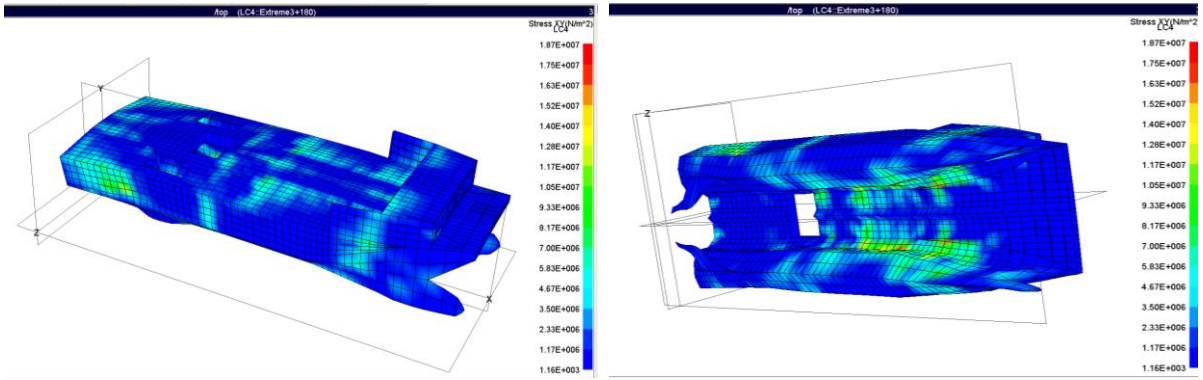 /top (LC4::Extreme3+180)
3
Stress XY(N/m^2)
LC4
1.87E+007
1.75E+007
1.63E+007
1.52E+007
1.40E+007
1.28E+007
1.17E+007
1.05E+007
9.33E+006
8.17E+006
7.00E+006
5.83E+006
4.67E+006
3.50E+006
2.33E+006
1.17E+006
1.16E+003
Y
Z
X
/top (LC4::Extreme3+180)
Stress XY(N/m^2)
LC4
1.87E+007
1.75E+007
1.63E+007
1.52E+007
1.40E+007
1.28E+007
1.17E+007
1.05E+007
9.33E+006
8.17E+006
7.00E+006
5.83E+006
4.67E+006
3.50E+006
2.33E+006
1.17E+006
1.16E+003
Z